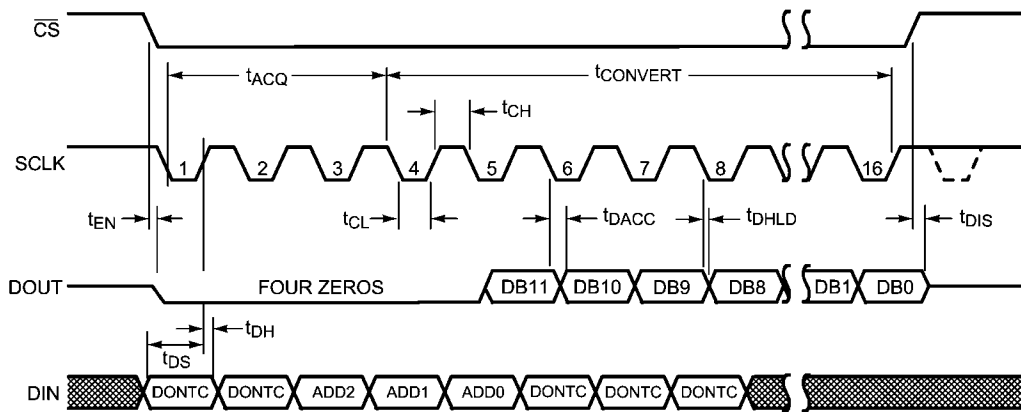 CS
tACQ
tCONVERT
tCH
SCLK
1 2 3 4 5 6 7 8 16
tEN
tCL
tDACC
tDHLD
tDIS
DOUT
FOUR ZEROS
DB11 DB10 DB9 DB8 DB1 DB0
tDH
tDS
DIN
DONTC DONTC ADD2 ADD1 ADD0 DONTC DONTC DONTC